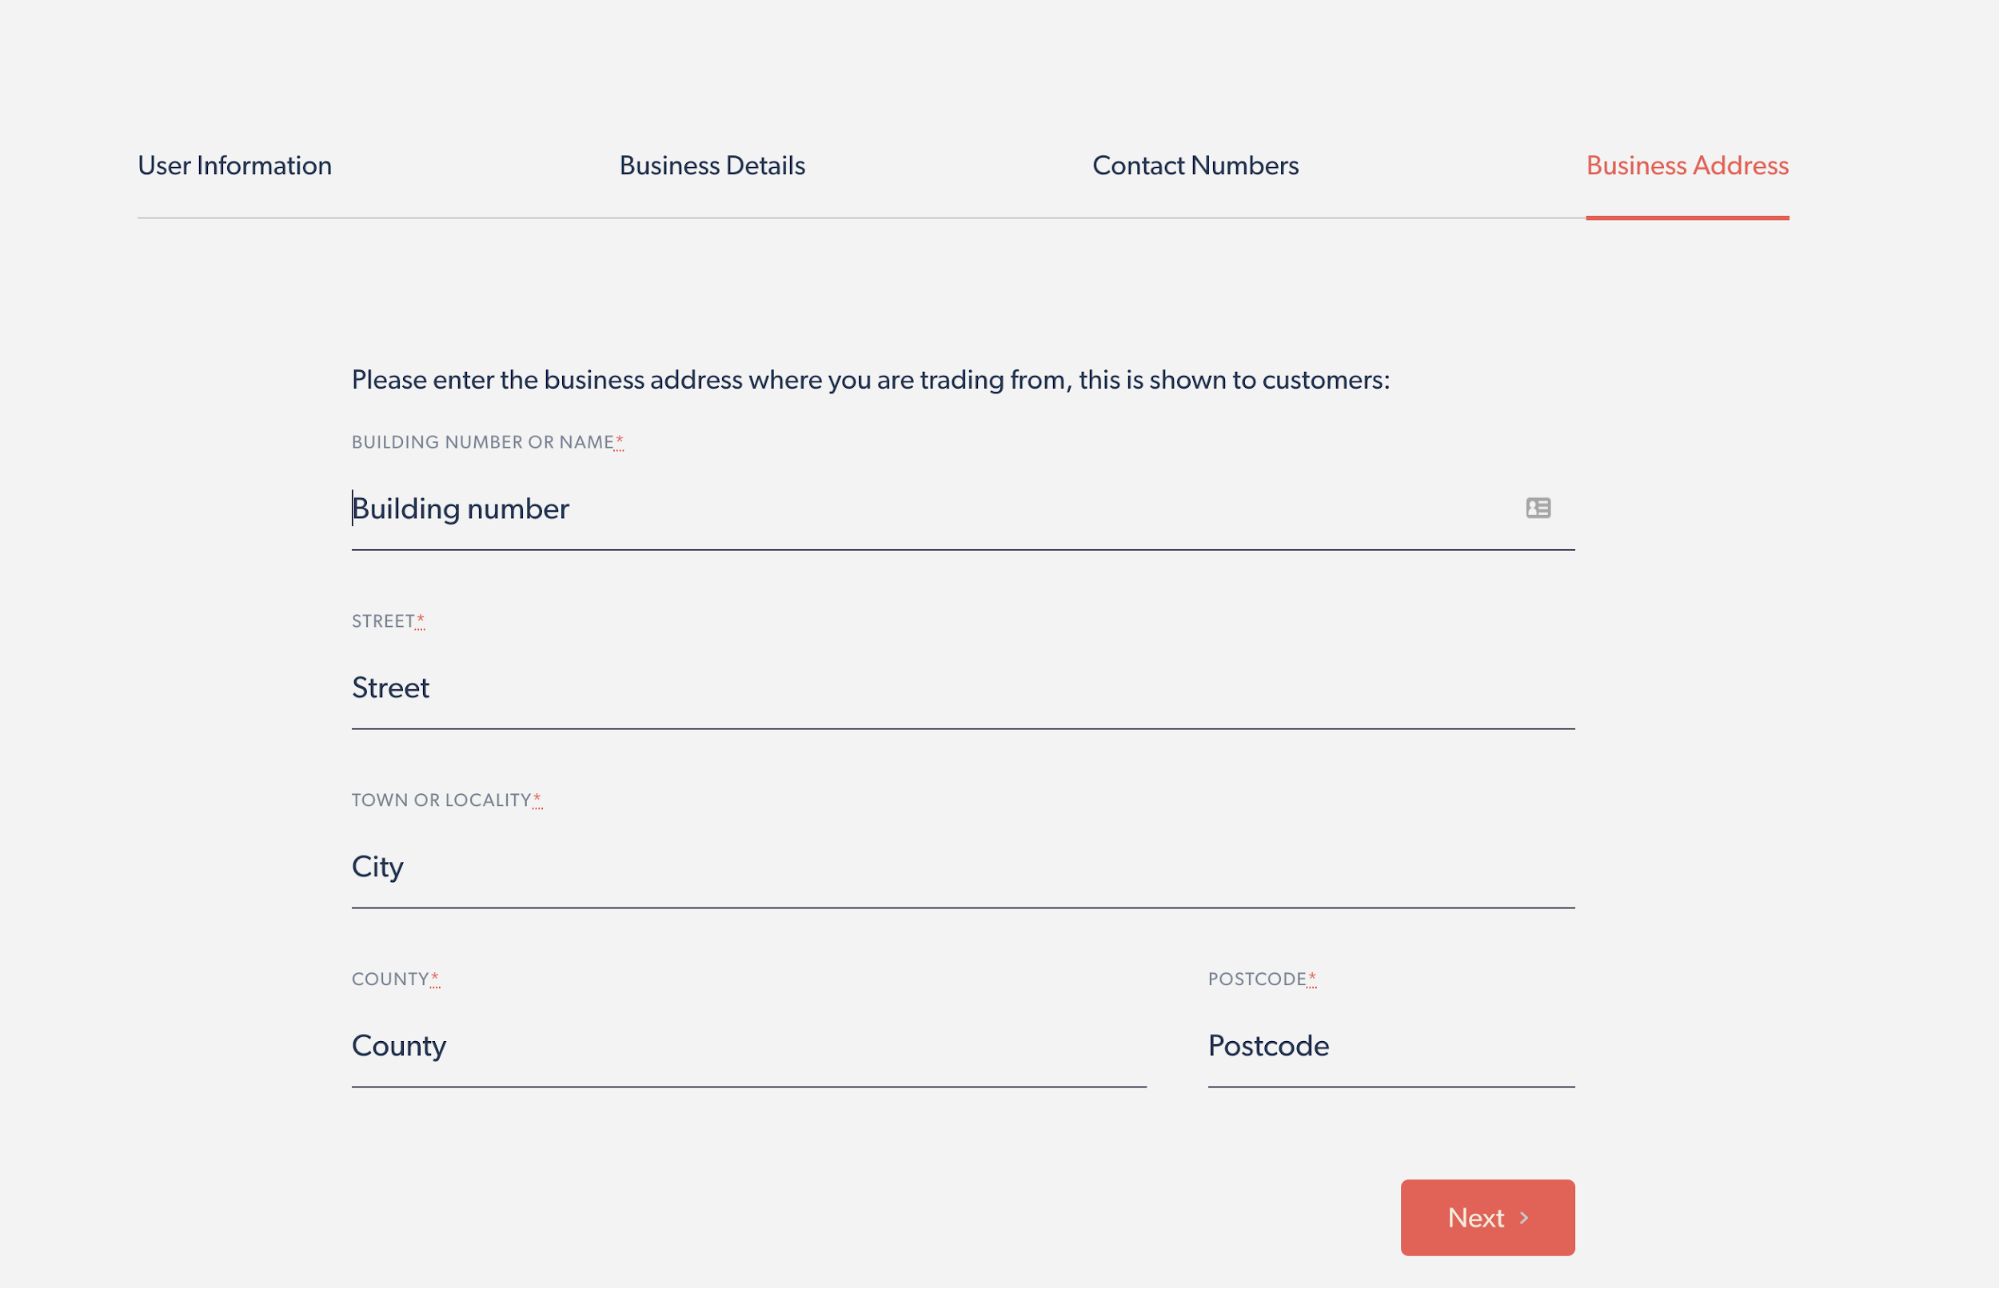 User Information
Business Details
Contact Numbers
Business Address
Please enter the business address where you are trading from, this is shown to customers:
BUILDING NUMBER OR NAME*
Building number
STREET*
Street
TOWN OR LOCALITY*
City
COUNTY*
County
POSTCODE*
Postcode
Next